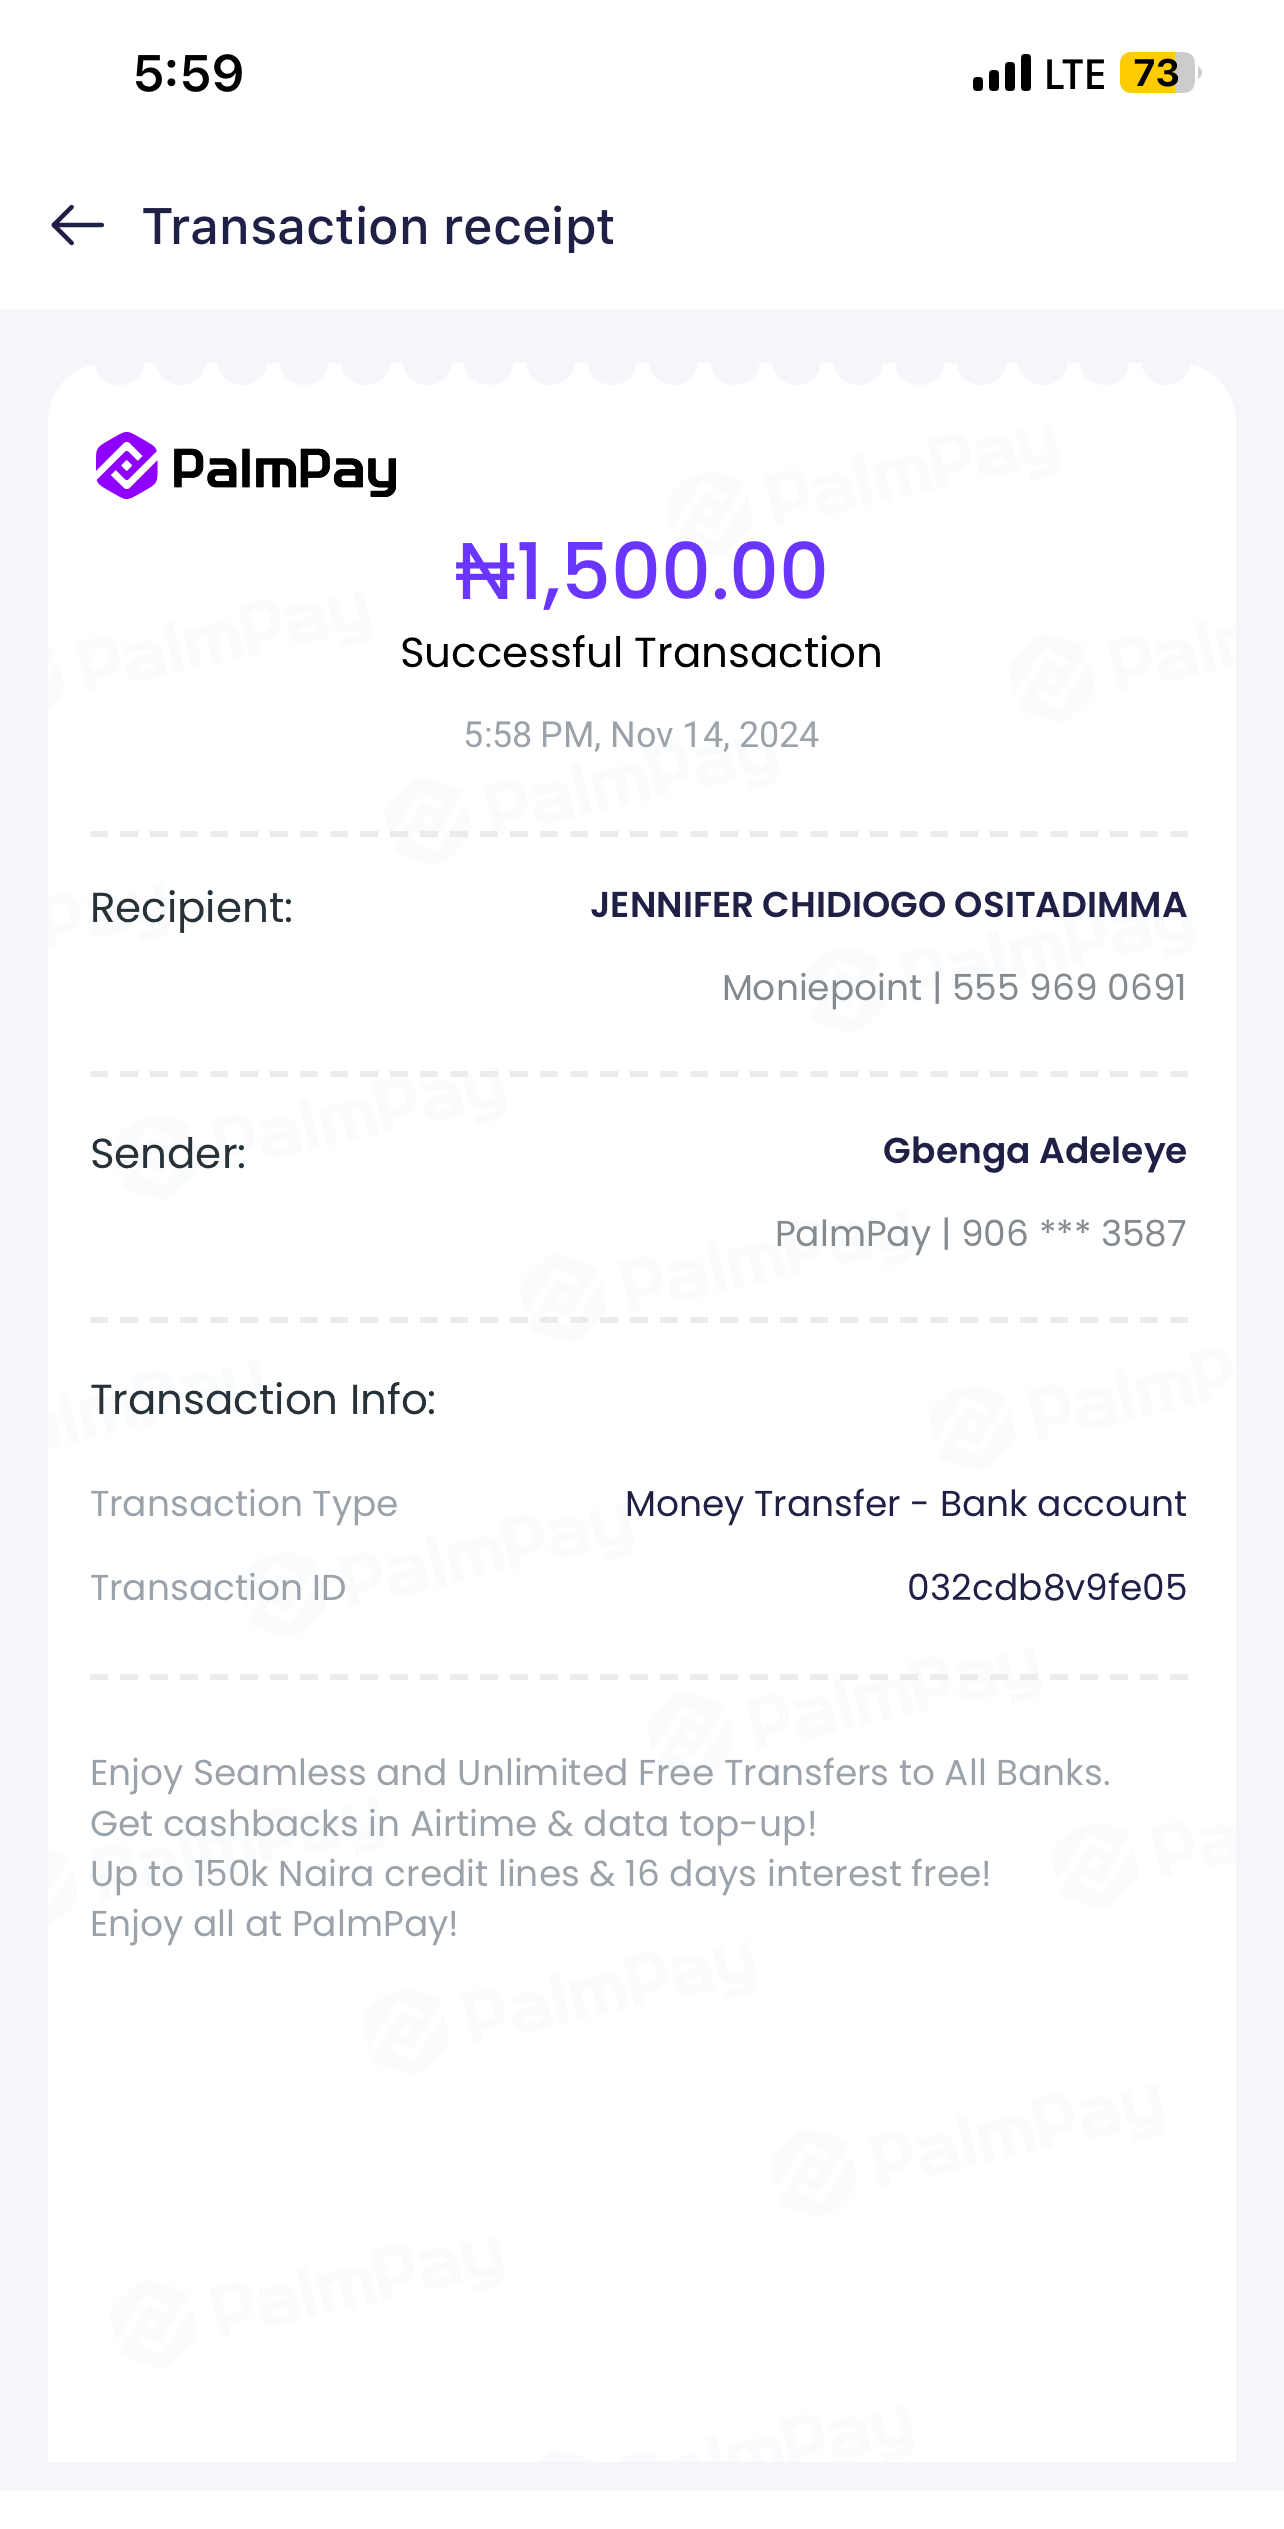 5:59 LTE 73
Transaction receipt
PalmPay
₦1,500.00
Successful Transaction
5:58 PM, Nov 14, 2024
Recipient: JENNIFER CHIDIOGO OSITADIMMA
Moniepoint | 555 969 0691
Sender: Gbenga Adeleye
PalmPay | 906 *** 3587
Transaction Info:
Transaction Type Money Transfer - Bank account
Transaction ID 032cdb8v9fe05
Enjoy Seamless and Unlimited Free Transfers to All Banks.
Get cashbacks in Airtime & data top-up!
Up to 150k Naira credit lines & 16 days interest free!
Enjoy all at PalmPay!